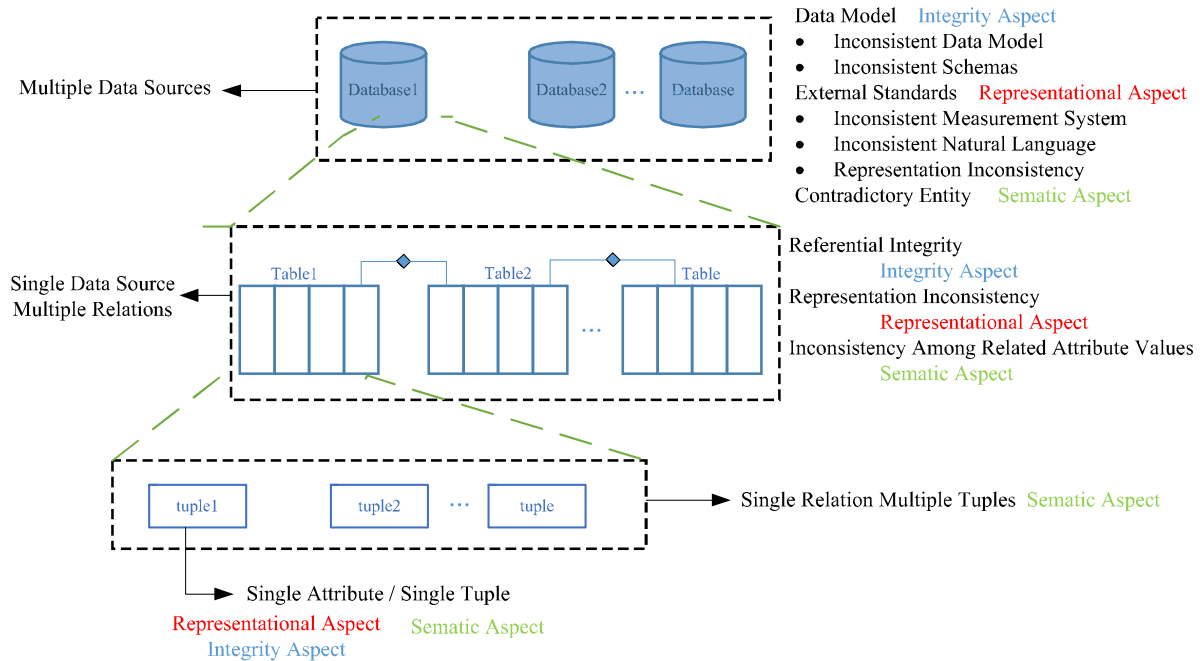 Data Model Integrity Aspect
• Inconsistent Data Model
• Inconsistent Schemas
External Standards Representational Aspect
• Inconsistent Measurement System
• Inconsistent Natural Language
• Representation Inconsistency
Contradictory Entity Sematic Aspect
Multiple Data Sources
Database1 Database2 ... Database
Referential Integrity
Integrity Aspect
Representation Inconsistency
Representational Aspect
Inconsistency Among Related Attribute Values
Sematic Aspect
Single Data Source
Multiple Relations
Table1 Table2 Table
...
tuple1 tuple2 ... tuple
Single Relation Multiple Tuples Sematic Aspect
Single Attribute / Single Tuple
Representational Aspect Sematic Aspect
Integrity Aspect